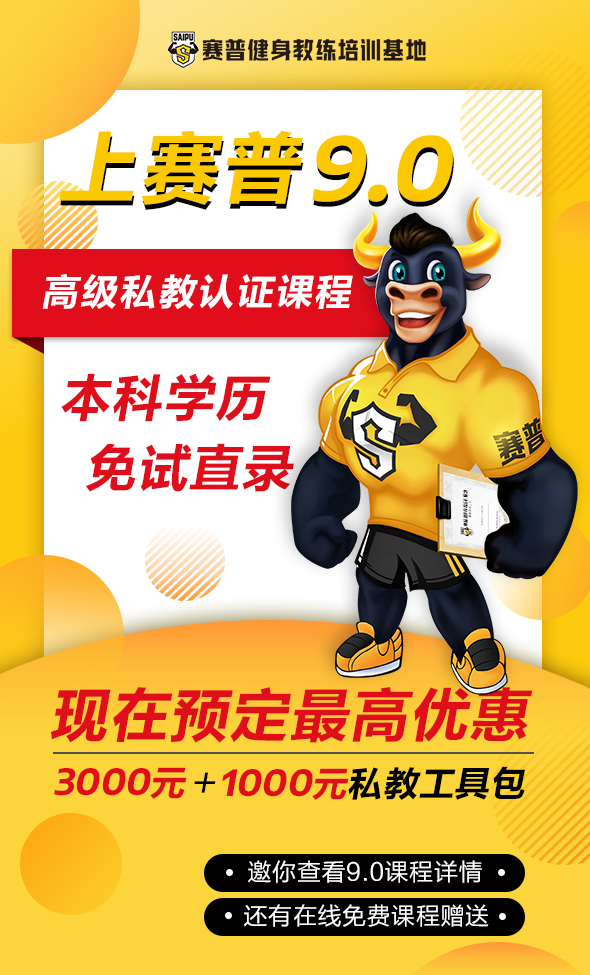 SAIPU
赛普健身教练培训基地
上赛普9.0
高级私教认证课程
本科学历
免试直录
S
赛普
现在预定最高优惠
3000元+1000元私教工具包
• 邀你查看9.0课程详情 •
• 还有在线免费课程赠送 •